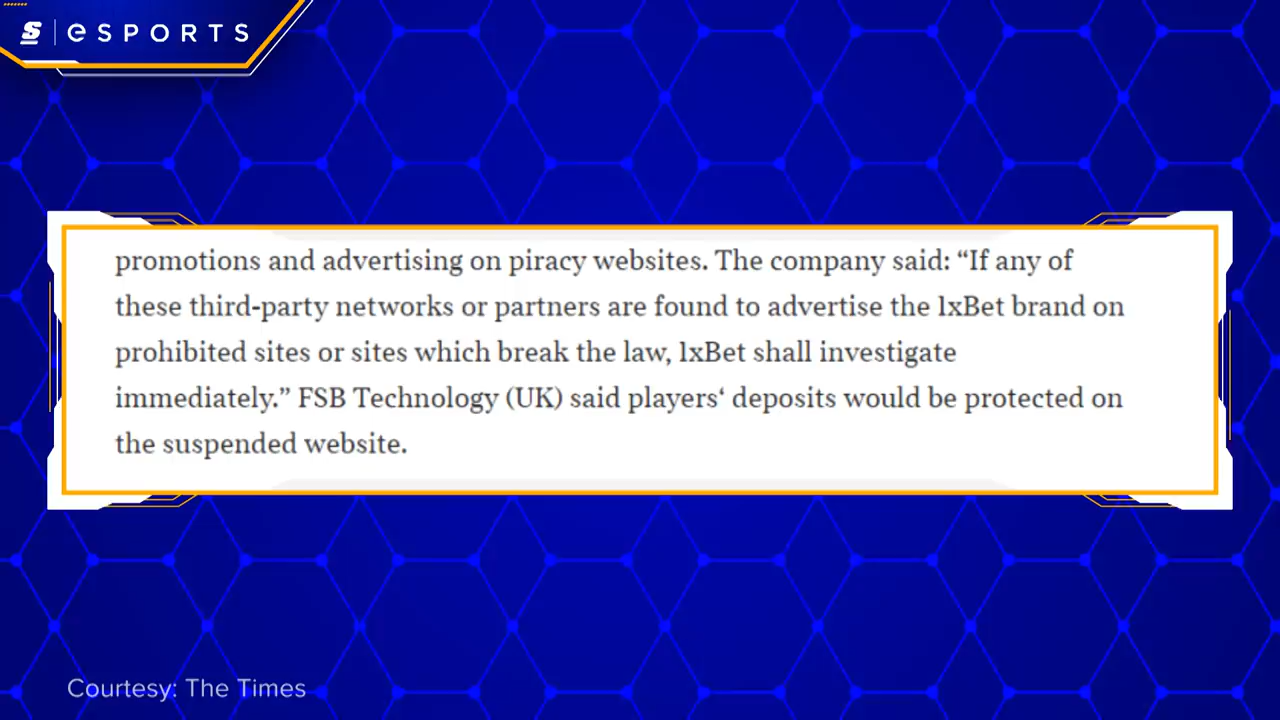 eSPORTS
promotions and advertising on piracy websites. The company said: “If any of
these third-party networks or partners are found to advertise the 1xBet brand on
prohibited sites or sites which break the law, 1xBet shall investigate
immediately.” FSB Technology (UK) said players‘ deposits would be protected on
the suspended website.
Courtesy: The Times